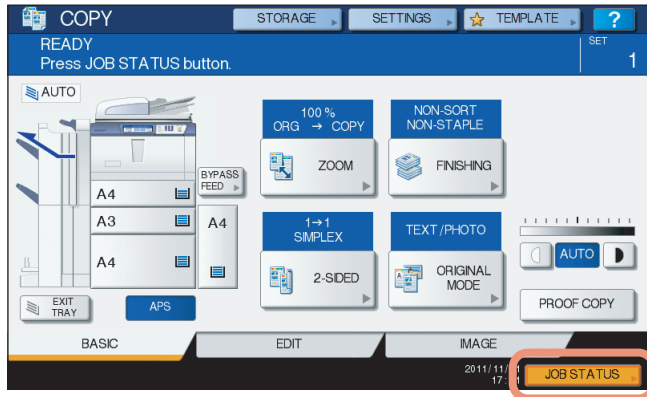 COPY
STORAGE
SETTINGS
TEMPLATE
?
READY
Press JOB STATUS button.
SET
1
AUTO
100 %
ORG → COPY
ZOOM
NON-SORT
NON-STAPLE
FINISHING
BYPASS
FEED
A4
A3
A4
A4
1→1
SIMPLEX
2-SIDED
TEXT/PHOTO
ORIGINAL
MODE
AUTO
EXIT
TRAY
APS
PROOF COPY
BASIC
EDIT
IMAGE
2011/11/
17:
JOB STATUS